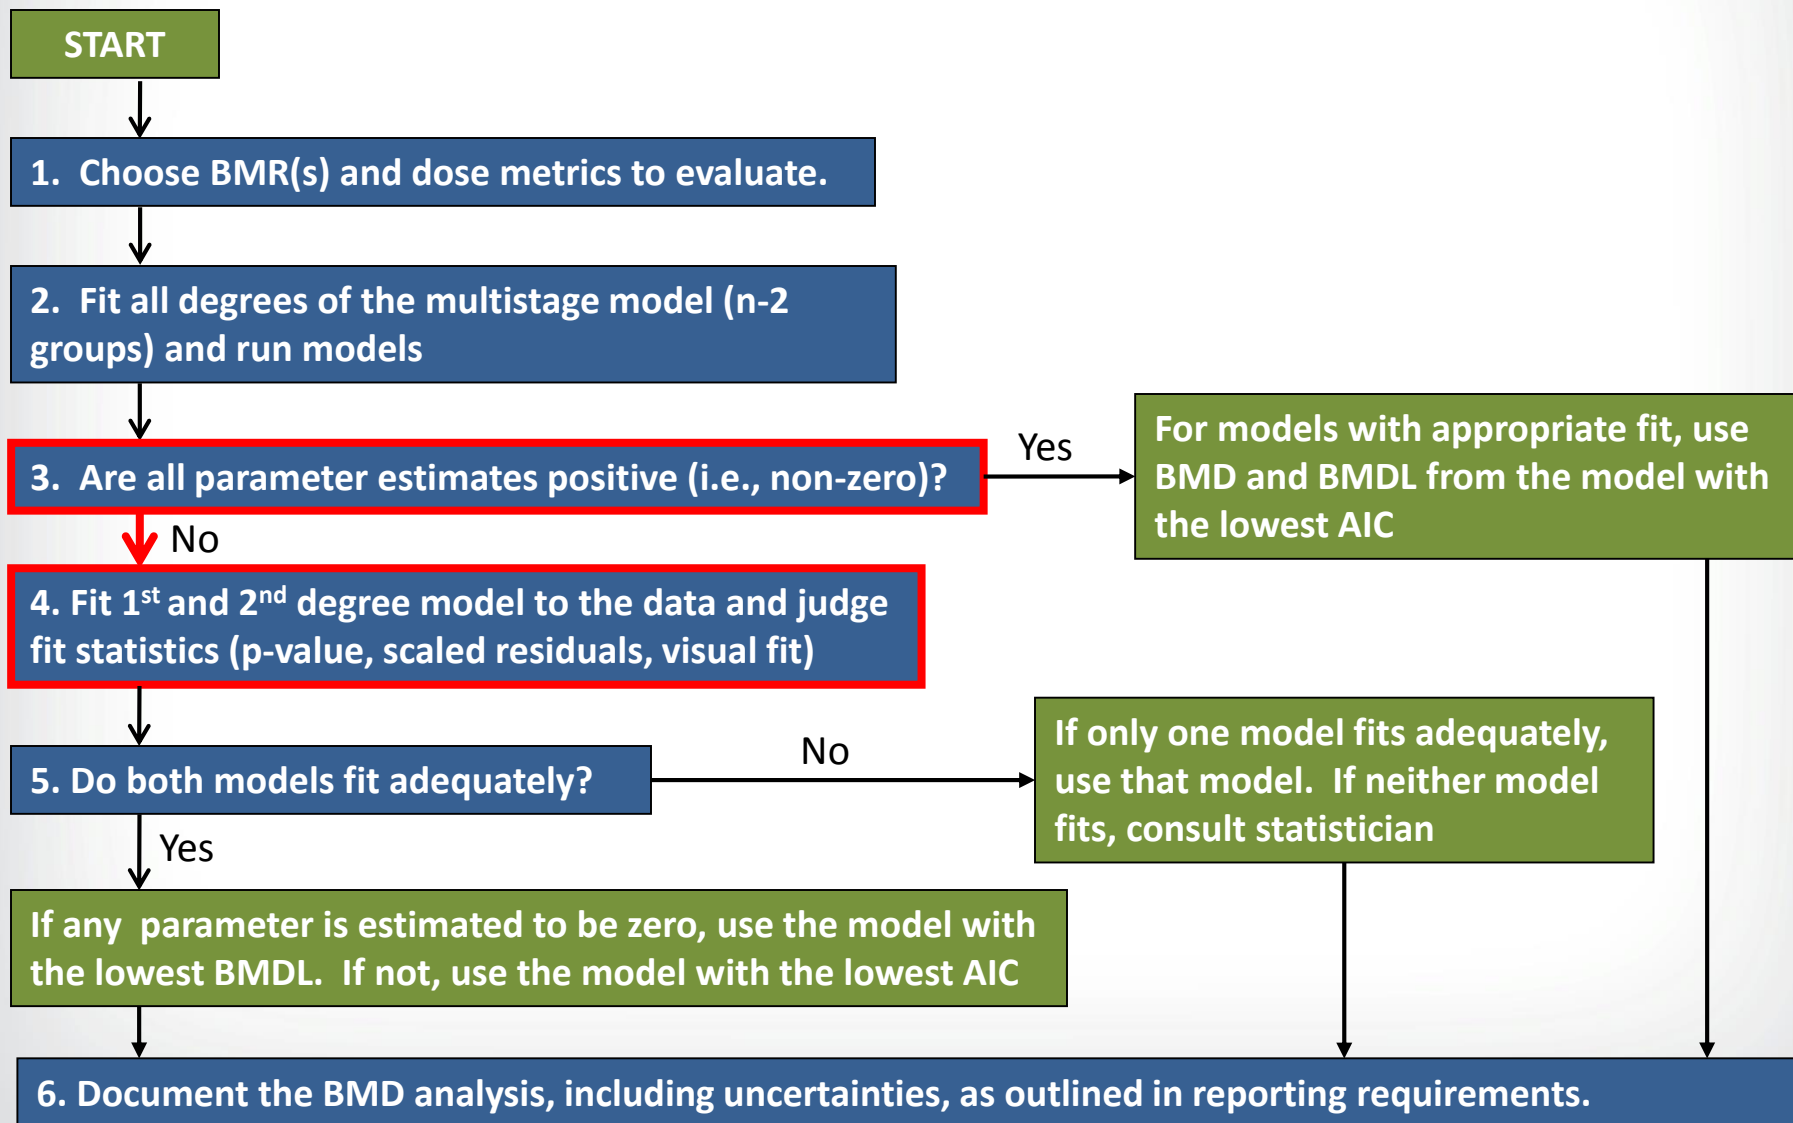 START
1. Choose BMR(s) and dose metrics to evaluate.
2. Fit all degrees of the multistage model (n-2
groups) and run models
3. Are all parameter estimates positive (i.e., non-zero)?
Yes
For models with appropriate fit, use
BMD and BMDL from the model with
the lowest AIC
No
4. Fit 1st and 2nd degree model to the data and judge
fit statistics (p-value, scaled residuals, visual fit)
5. Do both models fit adequately?
No
If only one model fits adequately,
use that model. If neither model
fits, consult statistician
Yes
If any parameter is estimated to be zero, use the model with
the lowest BMDL. If not, use the model with the lowest AIC
6. Document the BMD analysis, including uncertainties, as outlined in reporting requirements.